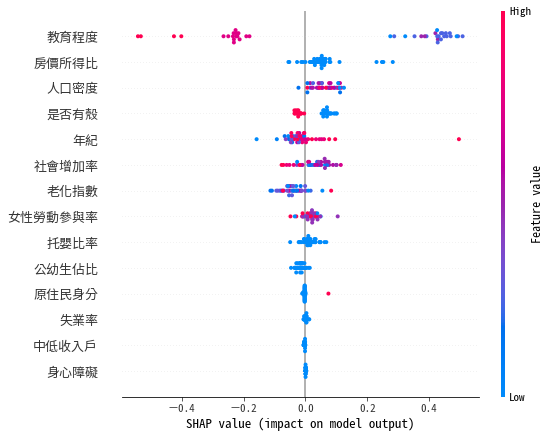 High
教育程度
房價所得比
人口密度
是否有殼
年紀
社會增加率
老化指數
女性勞動參與率
托嬰比率
公幼生佔比
原住民身分
失業率
中低收入戶
身心障礙
Feature value
Low
−0.4 −0.2 0.0 0.2 0.4
SHAP value (impact on model output)